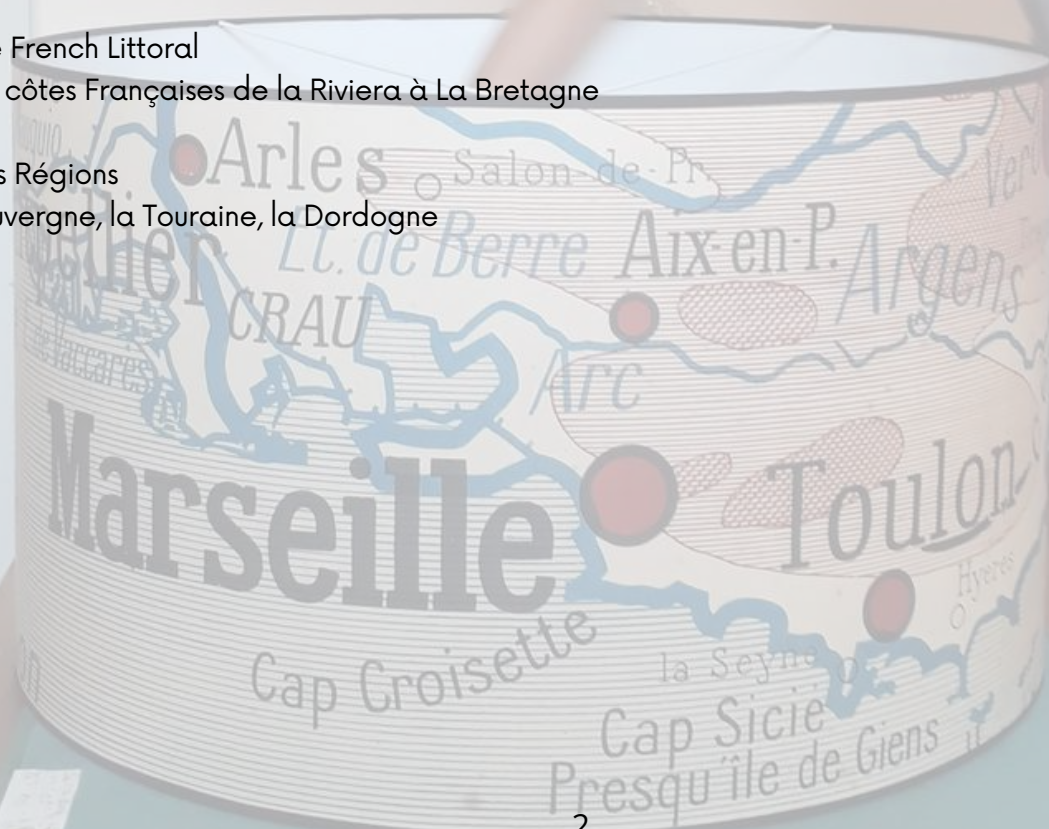 French Littoral
côtes Françaises de la Riviera à La Bretagne
Régions
la Touraine, la Dordogne
Arles
Salon-de-Pr
Et. de Berre
Aix-en-P.
Argens
CRAU
Arc
Marseille
Toulon
Hyères
Cap Croisette
la Seyne
Cap Sicié
Presqu'île de Giens
2